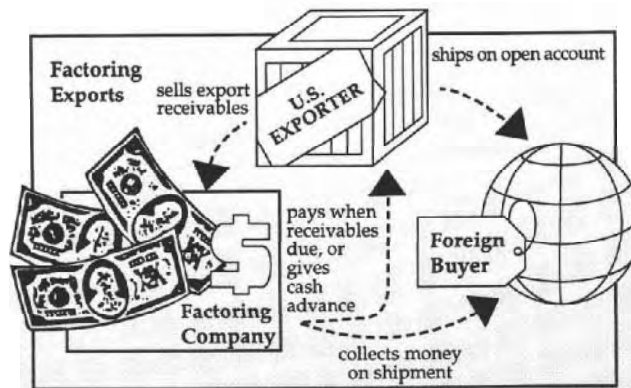 Factoring
Exports
sells export
receivables
U.S.
EXPORTER
ships on open account
pays when
receivables
due, or
gives
cash
advance
Foreign
Buyer
Factoring
Company
collects money
on shipment